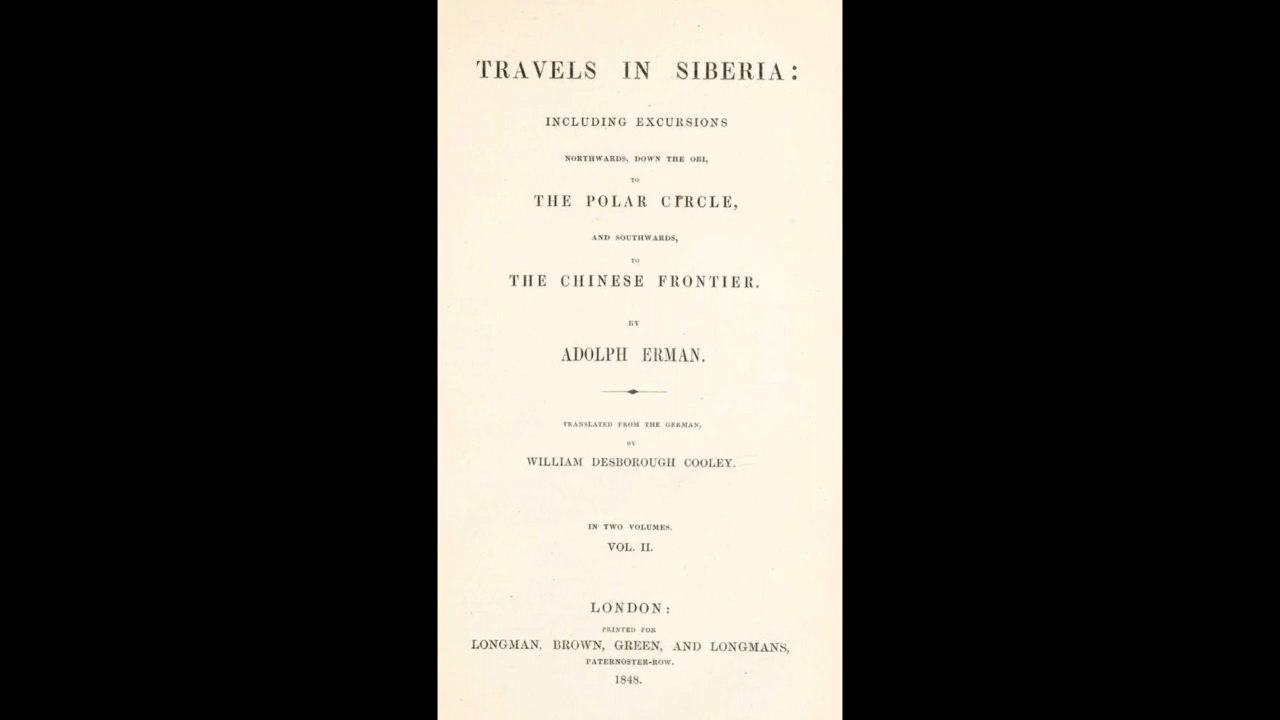 TRAVELS IN SIBERIA:
INCLUDING EXCURSIONS
NORTHWARDS, DOWN THE OBI,
TO
THE POLAR CIRCLE,
AND SOUTHWARDS,
TO
THE CHINESE FRONTIER.
BY
ADOLPH ERMAN.
TRANSLATED FROM THE GERMAN,
BY
WILLIAM DESBOROUGH COOLEY.
IN TWO VOLUMES.
VOL. II.
LONDON:
PRINTED FOR
LONGMAN, BROWN, GREEN, AND LONGMANS,
PATERNOSTER-ROW.
1848.